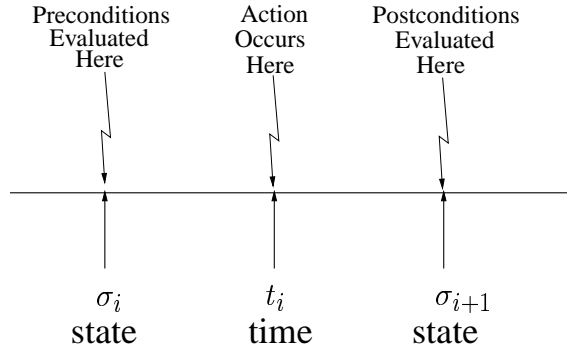 Preconditions
Evaluated
Here
Action
Occurs
Here
Postconditions
Evaluated
Here
σ_i
state
t_i
time
σ_{i+1}
state